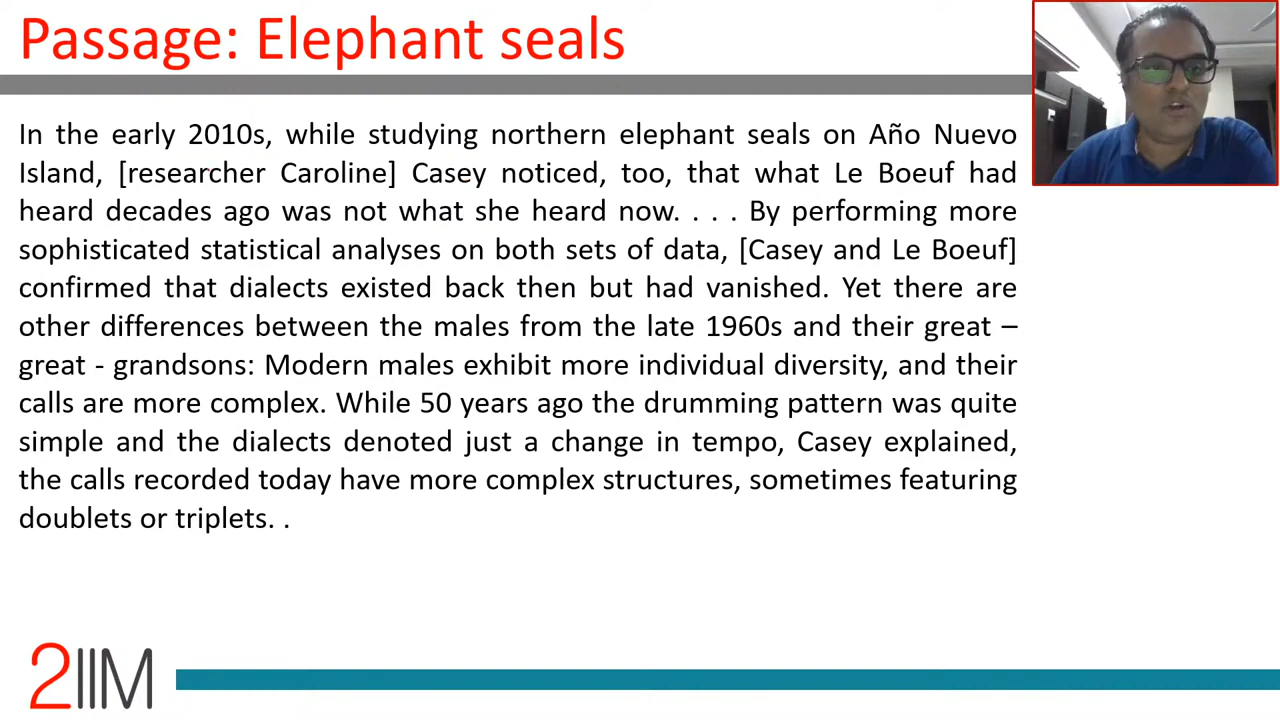 Passage: Elephant seals
In the early 2010s, while studying northern elephant seals on Año Nuevo
Island, [researcher Caroline] Casey noticed, too, that what Le Boeuf had
heard decades ago was not what she heard now. . . . By performing more
sophisticated statistical analyses on both sets of data, [Casey and Le Boeuf]
confirmed that dialects existed back then but had vanished. Yet there are
other differences between the males from the late 1960s and their great –
great - grandsons: Modern males exhibit more individual diversity, and their
calls are more complex. While 50 years ago the drumming pattern was quite
simple and the dialects denoted just a change in tempo, Casey explained,
the calls recorded today have more complex structures, sometimes featuring
doublets or triplets. .
2IIM